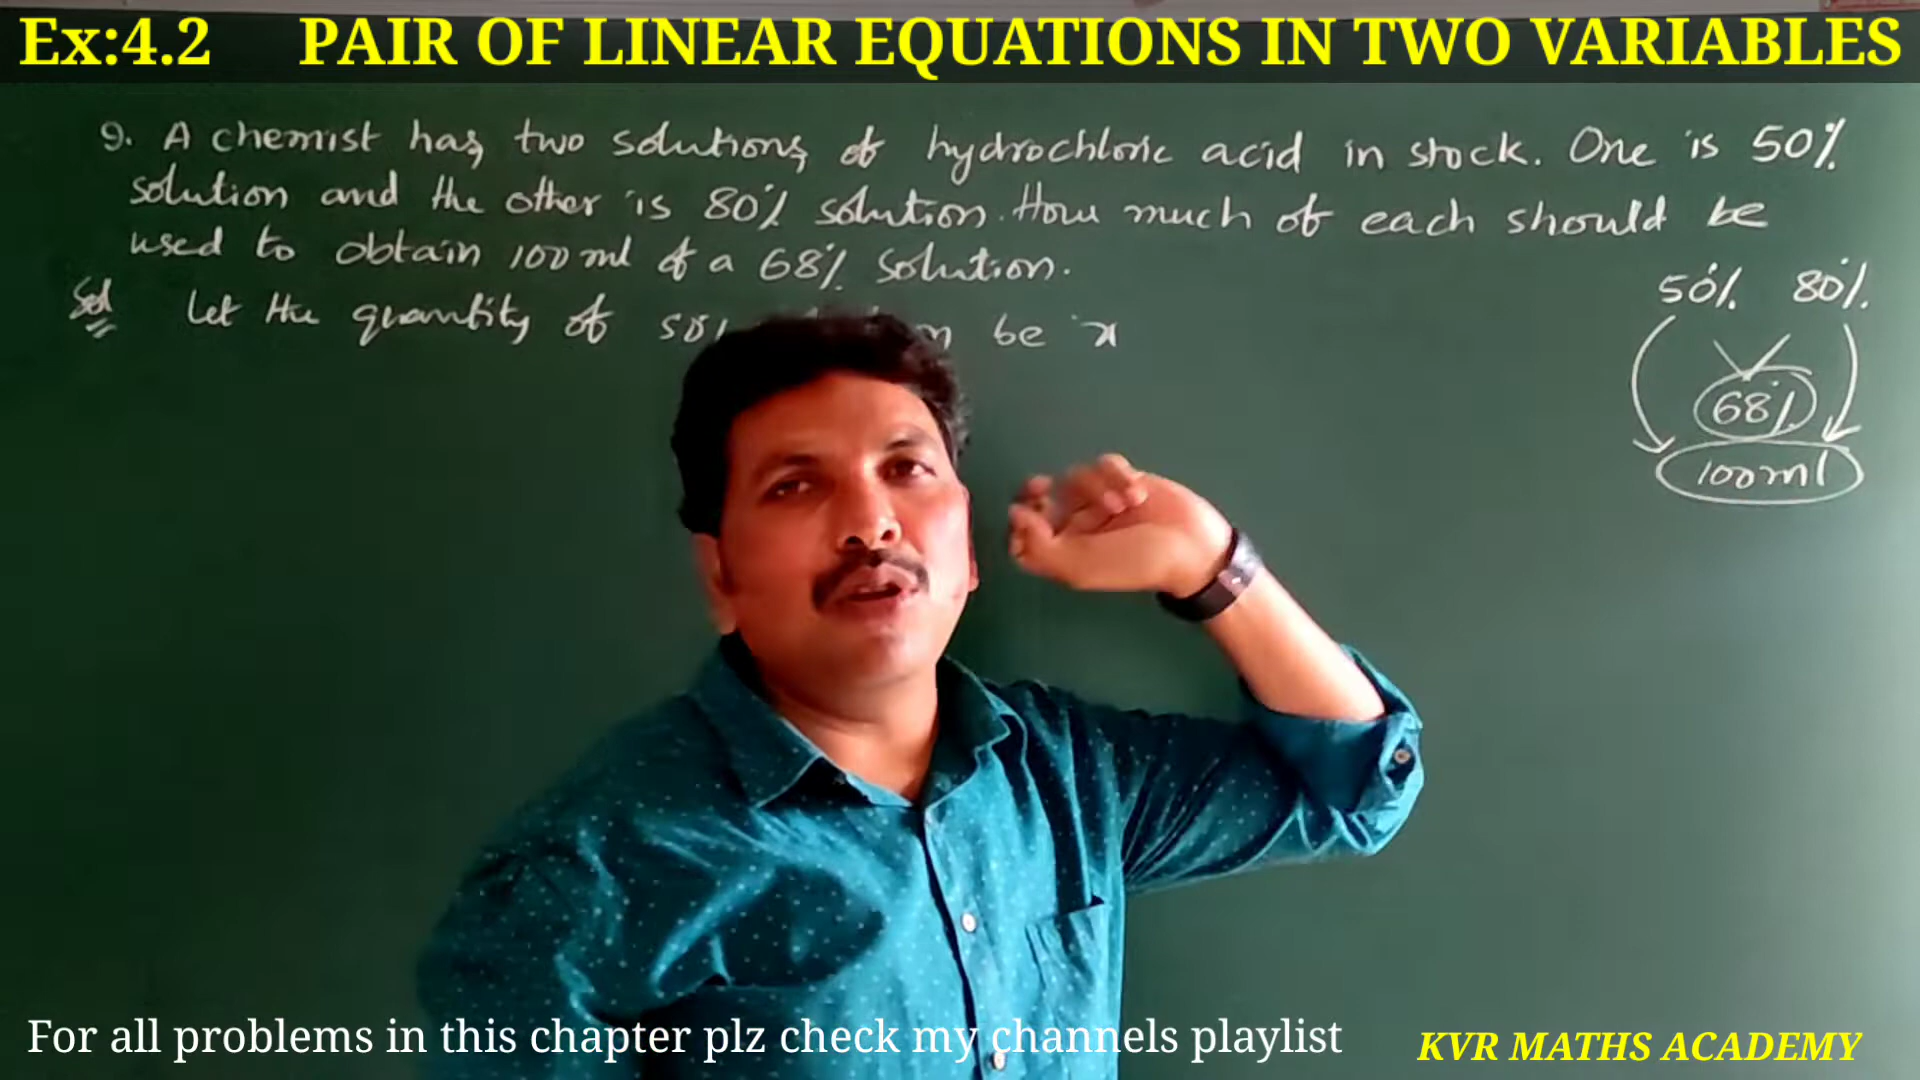 Ex:4.2 PAIR OF LINEAR EQUATIONS IN TWO VARIABLES
9. A chemist has two solutions of hydrochloric acid in stock. One is 50%
solution and the other is 80% solution. How much of each should be
used to obtain 100 ml of a 68% solution.
Sol Let the quantity of 50% be x
50% 80%
68%
100ml
For all problems in this chapter plz check my channels playlist
KVR MATHS ACADEMY